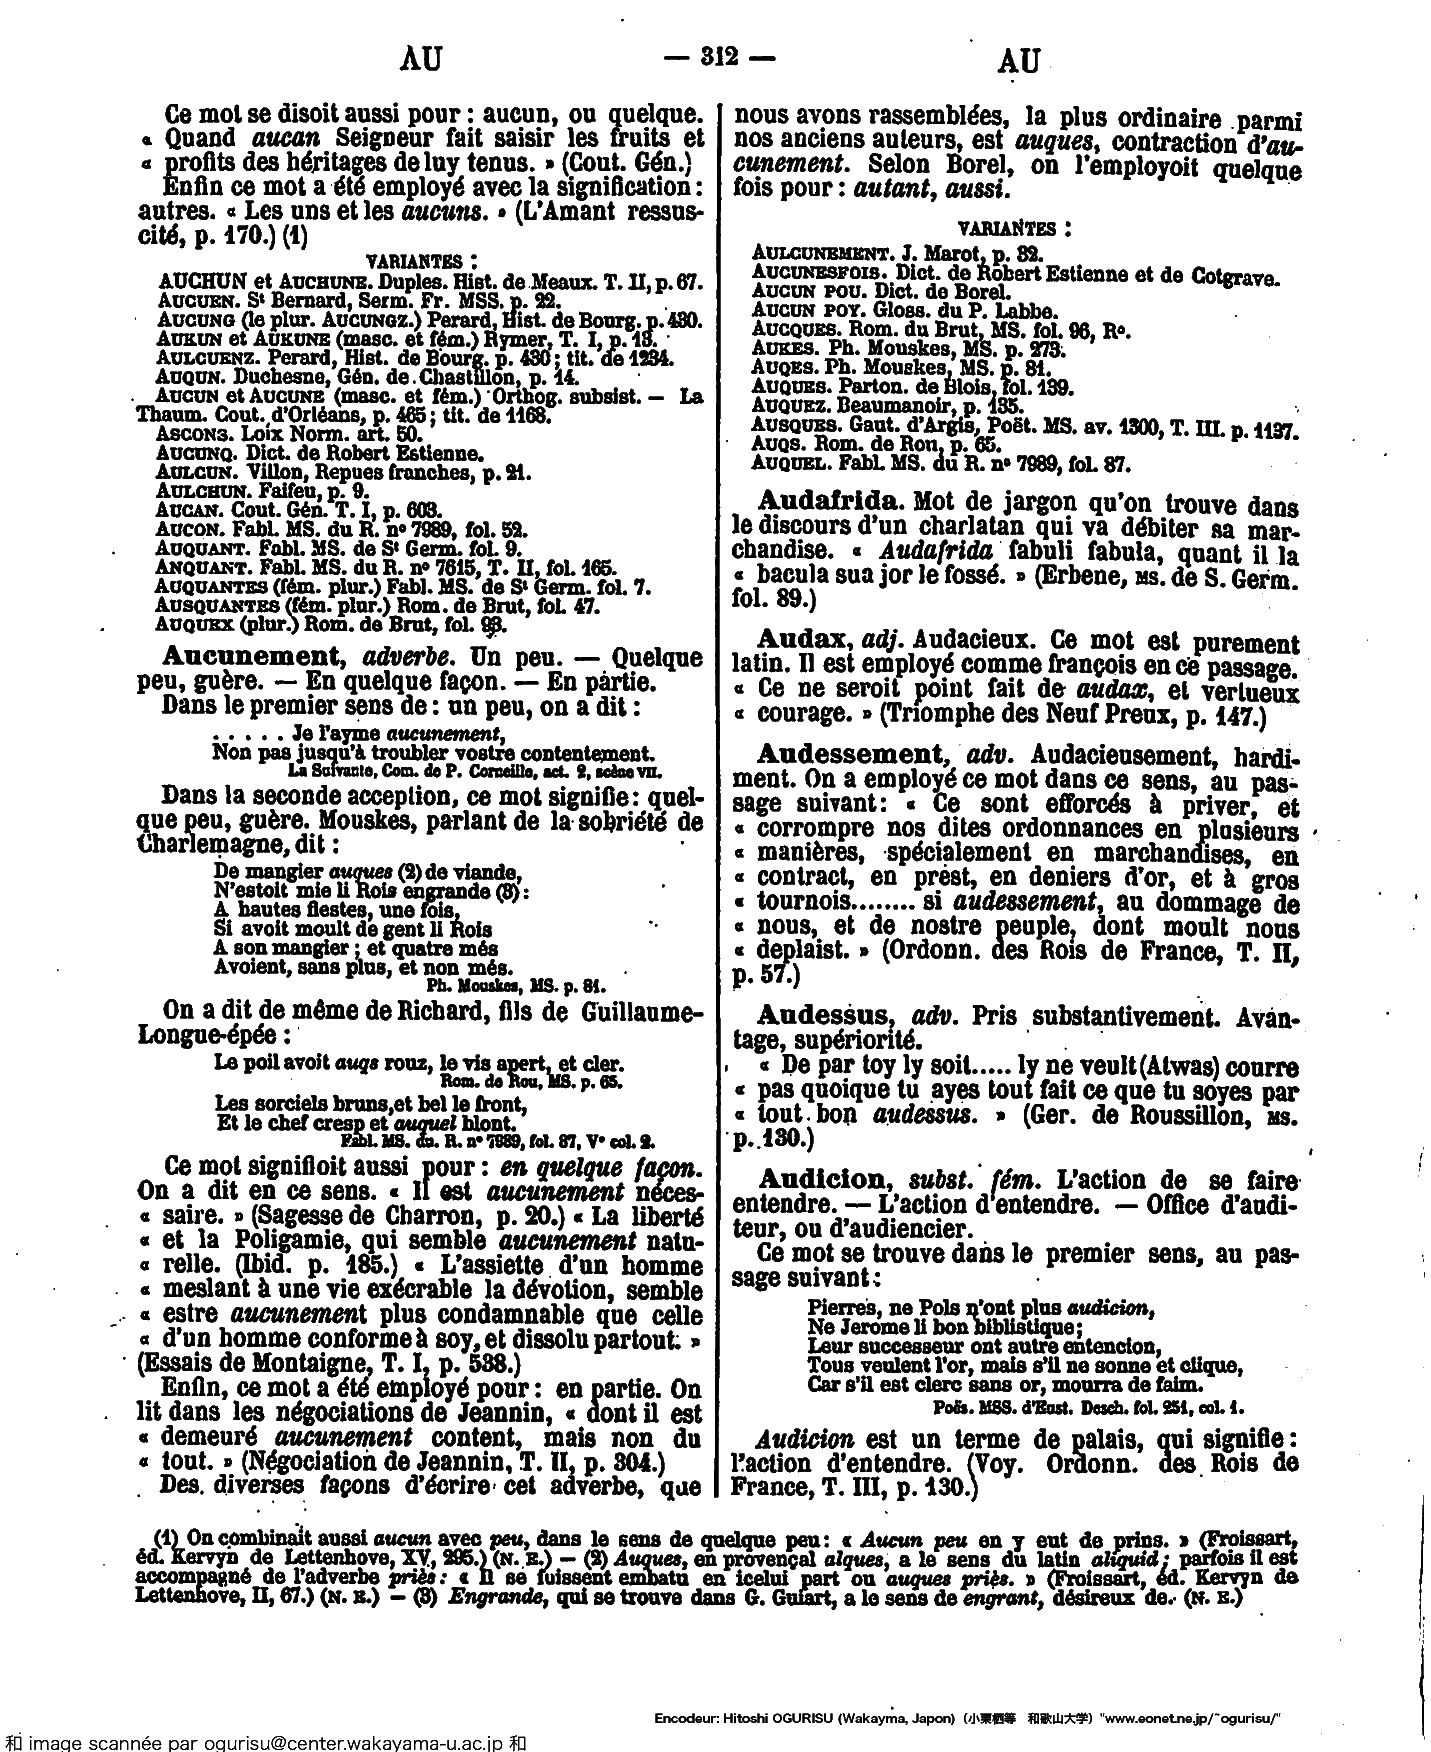 AU
— 312 —
AU
Ce mot se disoit aussi pour : aucun, ou quelque.
« Quand aucan Seigneur fait saisir les fruits et
« profits des héritages de luy tenus. » (Cout. Gén.)
Enfin ce mot a été employé avec la signification :
autres. « Les uns et les aucuns. » (L'Amant ressus-
cité, p. 170.) (1)
VARIANTES :
AUCHUN et AUCHUNE. Duples. Hist. de Meaux. T. II, p. 67.
AUCUEN. St Bernard, Serm. Fr. MSS. p. 22.
AUCUNG (le plur. AUCUNGZ.) Perard, Hist. de Bourg. p. 430.
AUKUN et AUKUNE (masc. et fém.) Rymer, T. I, p. 13.
AULCUENZ. Perard, Hist. de Bourg. p. 430 ; tit. de 1234.
AUQUN. Duchesne, Gén. de Chastillon, p. 14.
AUCUN et AUCUNE (masc. et fém.) Orthog. subsist. — La
Thaum. Cout. d'Orléans, p. 465 ; tit. de 1168.
ASCONS. Loix Norm. art. 50.
AUCUNQ. Dict. de Robert Estienne.
AULCUN. Villon, Repues franches, p. 21.
AULCHUN. Faifeu, p. 9.
AUCAN. Cout. Gén. T. I, p. 603.
AUCON. Fabl. MS. du R. nº 7989, fol. 52.
AUQUANT. Fabl. MS. de St Germ. fol. 9.
ANQUANT. Fabl. MS. du R. nº 7615, T. II, fol. 165.
AUQUANTES (fém. plur.) Fabl. MS. de St Germ. fol. 7.
AUSQUANTES (fém. plur.) Rom. de Brut, fol. 47.
AUQUEX (plur.) Rom. de Brut, fol. 93.
Aucunement, adverbe. Un peu. — Quelque
peu, guère. — En quelque façon. — En partie.
Dans le premier sens de : un peu, on a dit :
. . . . . Je l'ayme aucunement,
Non pas jusqu'à troubler vostre contentement.
La Suivante, Com. de P. Corneille, act. 2, scène VII.
Dans la seconde acception, ce mot signifie : quel-
que peu, guère. Mouskes, parlant de la sobriété de
Charlemagne, dit :
De mangier auques (2) de viande,
N'estoit mie li Rois engrande (3) :
A hautes fiestes, une fois,
Si avoit moult de gent li Rois
A son mangier ; et quatre més
Avoient, sans plus, et non més.
Ph. Mouskes, MS. p. 81.
On a dit de même de Richard, fils de Guillaume-
Longue-épée :
Le poil avoit auqs rouz, le vis apert, et cler.
Rom. de Rou, MS. p. 65.
Les sorciels bruns, et bel le front,
Et le chef cresp et auquel blont.
Fabl. MS. du R. nº 7989, fol. 87, Vº col. 2.
Ce mot signifioit aussi pour : en quelque façon.
On a dit en ce sens. « Il est aucunement néces-
« saire. » (Sagesse de Charron, p. 20.) « La liberté
« et la Poligamie, qui semble aucunement natu-
« relle. (Ibid. p. 185.) « L'assiette d'un homme
« meslant à une vie exécrable la dévotion, semble
« estre aucunement plus condamnable que celle
« d'un homme conforme à soy, et dissolu partout. »
(Essais de Montaigne, T. I, p. 538.)
Enfin, ce mot a été employé pour : en partie. On
lit dans les négociations de Jeannin, « dont il est
« demeuré aucunement content, mais non du
« tout. » (Négociation de Jeannin, T. II, p. 304.)
Des diverses façons d'écrire cet adverbe, que
nous avons rassemblées, la plus ordinaire parmi
nos anciens auteurs, est auques, contraction d'au-
cunement. Selon Borel, on l'employoit quelque
fois pour : autant, aussi.
VARIANTES :
AULCUNEMENT. J. Marot, p. 82.
AUCUNESFOIS. Dict. de Robert Estienne et de Cotgrave.
AUCUN POU. Dict. de Borel.
AUCUN POY. Gloss. du P. Labbe.
AUCQUES. Rom. du Brut, MS. fol. 96, Rº.
AUKES. Ph. Mouskes, MS. p. 273.
AUQES. Ph. Mouskes, MS. p. 81.
AUQUES. Parton. de Blois, fol. 139.
AUQUEZ. Beaumanoir, p. 135.
AUSQUES. Gaut. d'Argis, Poët. MS. av. 1300, T. III. p. 1137.
AUQS. Rom. de Rou, p. 65.
AUQUEL. Fabl. MS. du R. nº 7989, fol. 87.
Audafrida. Mot de jargon qu'on trouve dans
le discours d'un charlatan qui va débiter sa mar-
chandise. « Audafrida fabuli fabula, quant il la
« bacula sua jor le fossé. » (Erbene, MS. de S. Germ.
fol. 89.)
Audax, adj. Audacieux. Ce mot est purement
latin. Il est employé comme françois en ce passage.
« Ce ne seroit point fait de audax, et vertueux
« courage. » (Triomphe des Neuf Preux, p. 147.)
Audessement, adv. Audacieusement, hardi-
ment. On a employé ce mot dans ce sens, au pas-
sage suivant : « Ce sont efforcés à priver, et
« corrompre nos dites ordonnances en plusieurs
« manières, spécialement en marchandises, en
« contract, en prest, en deniers d'or, et à gros
« tournois........ si audessement, au dommage de
« nous, et de nostre peuple, dont moult nous
« deplaist. » (Ordonn. des Rois de France, T. II,
p. 57.)
Audessus, adv. Pris substantivement. Avan-
tage, supériorité.
« De par toy ly soit..... ly ne veult (Atwas) courre
« pas quoique tu ayes tout fait ce que tu soyes par
« tout bon audessus. » (Ger. de Roussillon, MS.
p. 130.)
Audicion, subst. fém. L'action de se faire
entendre. — L'action d'entendre. — Office d'audi-
teur, ou d'audiencier.
Ce mot se trouve dans le premier sens, au pas-
sage suivant :
Pierres, ne Pols n'ont plus audicion,
Ne Jerome li bon biblistique ;
Leur successeur ont autre entencion,
Tous veulent l'or, mais s'il ne sonne et clique,
Car s'il est clerc sans or, mourra de faim.
Poës. MSS. d'Eust. Desch. fol. 251, col. 1.
Audicion est un terme de palais, qui signifie :
l'action d'entendre. (Voy. Ordonn. des Rois de
France, T. III, p. 130.)
(1) On combinait aussi aucun avec peu, dans le sens de quelque peu : « Aucun peu en y eut de prins. » (Froissart,
éd. Kervyn de Lettenhove, XV, 295.) (N. E.) — (2) Auques, en provençal alques, a le sens du latin aliquid ; parfois il est
accompagné de l'adverbe priès : « Il se fuissent embatu en icelui part ou auques priès. » (Froissart, éd. Kervyn de
Lettenhove, II, 67.) (N. E.) — (3) Engrande, qui se trouve dans G. Guiart, a le sens de engrant, désireux de. (N. E.)
Encodeur: Hitoshi OGURISU (Wakayma, Japon) (小栗栖等 和歌山大学) "www.eonet.ne.jp/~ogurisu/"
和 image scannée par ogurisu@center.wakayama-u.ac.jp 和